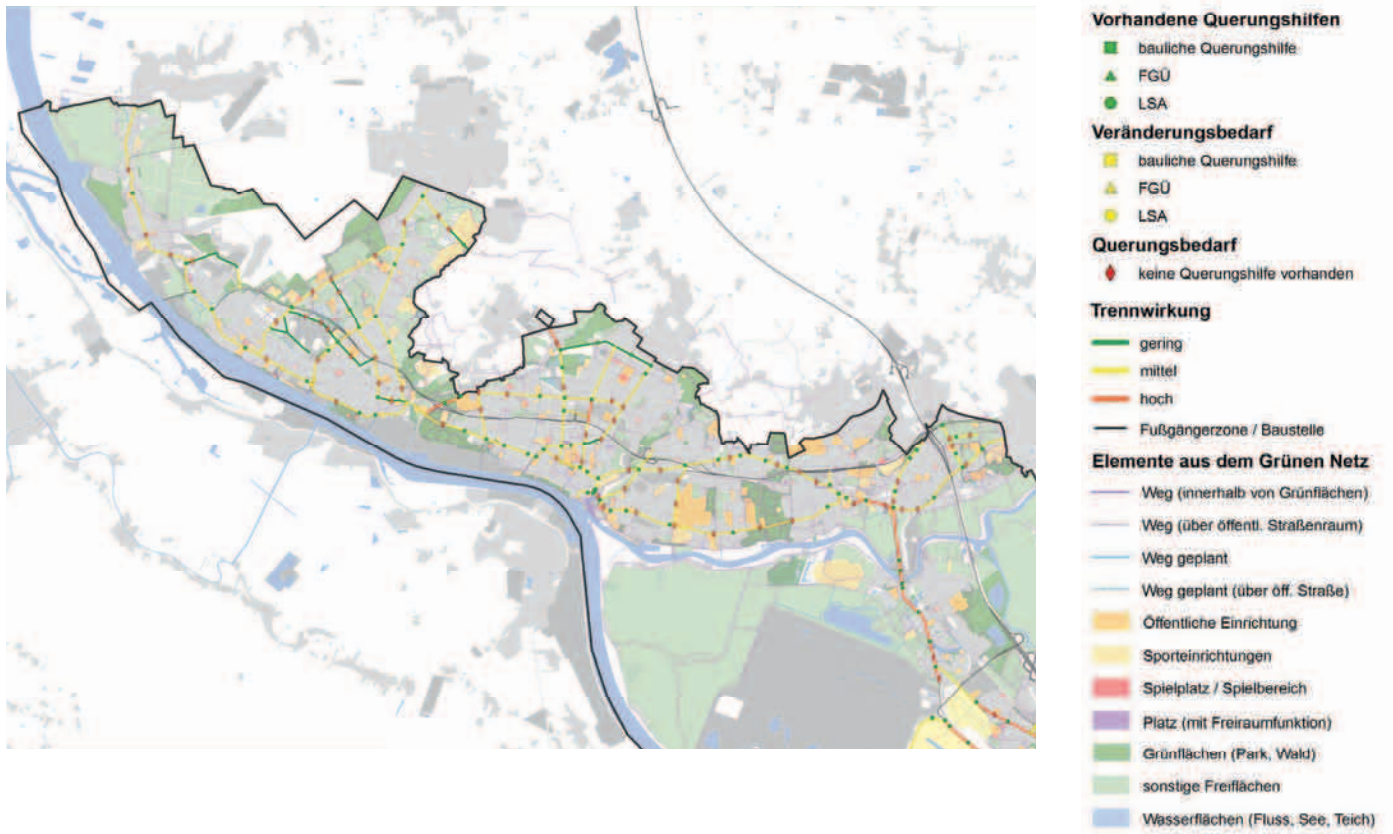 Vorhandene Querungshilfen
bauliche Querungshilfe
FGÜ
LSA
Veränderungsbedarf
bauliche Querungshilfe
FGÜ
LSA
Querungsbedarf
keine Querungshilfe vorhanden
Trennwirkung
gering
mittel
hoch
Fußgängerzone / Baustelle
Elemente aus dem Grünen Netz
Weg (innerhalb von Grünflächen)
Weg (über öffentl. Straßenraum)
Weg geplant
Weg geplant (über öff. Straße)
Öffentliche Einrichtung
Sporteinrichtungen
Spielplatz / Spielbereich
Platz (mit Freiraumfunktion)
Grünflächen (Park, Wald)
sonstige Freiflächen
Wasserflächen (Fluss, See, Teich)